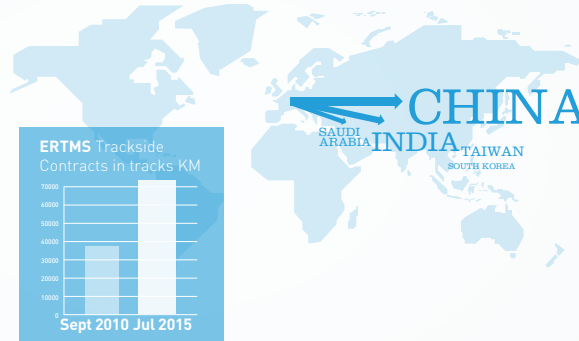 CHINA
SAUDI
ARABIA
INDIA
TAIWAN
SOUTH KOREA
ERTMS Trackside
Contracts in tracks KM
70000
60000
50000
40000
30000
20000
10000
0
Sept 2010 Jul 2015